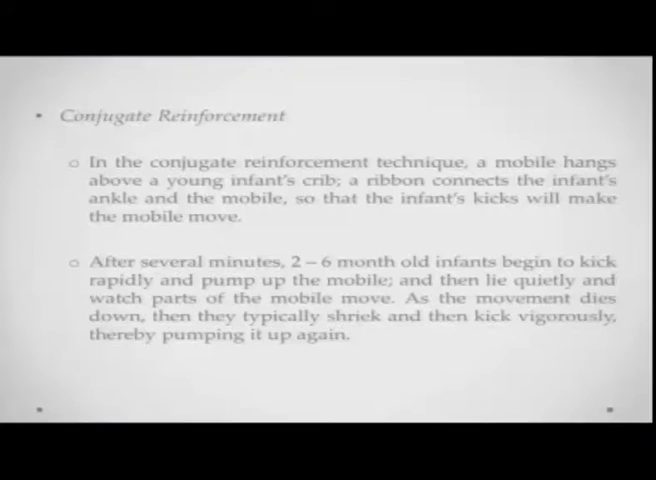 • Conjugate Reinforcement
o In the conjugate reinforcement technique, a mobile hangs
above a young infant's crib; a ribbon connects the infant's
ankle and the mobile, so that the infant's kicks will make
the mobile move.
o After several minutes, 2 – 6 month old infants begin to kick
rapidly and pump up the mobile; and then lie quietly and
watch parts of the mobile move. As the movement dies
down, then they typically shriek and then kick vigorously,
thereby pumping it up again.